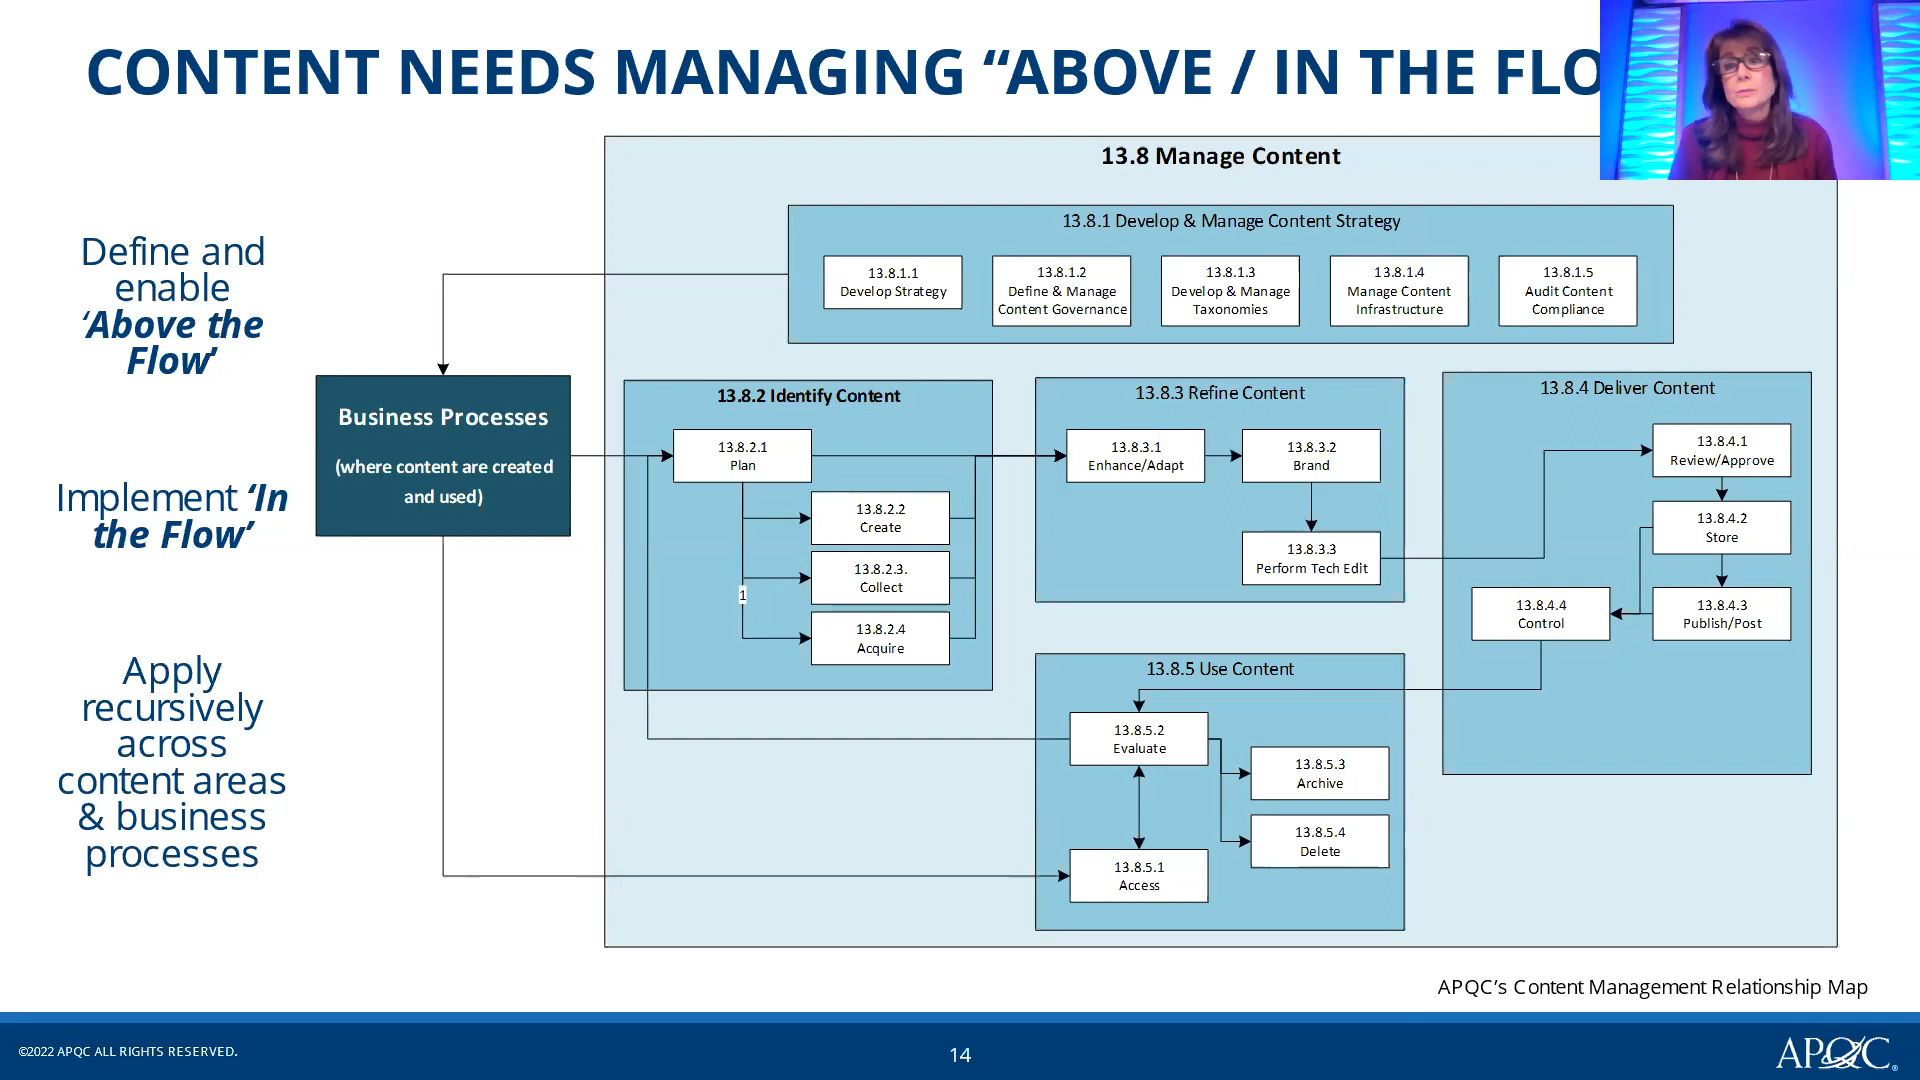 CONTENT NEEDS MANAGING “ABOVE / IN THE FLO
13.8 Manage Content
13.8.1 Develop & Manage Content Strategy
13.8.1.1
Develop Strategy
13.8.1.2
Define & Manage
Content Governance
13.8.1.3
Develop & Manage
Taxonomies
13.8.1.4
Manage Content
Infrastructure
13.8.1.5
Audit Content
Compliance
Define and
enable
‘Above the
Flow’
Implement ‘In
the Flow’
Apply
recursively
across
content areas
& business
processes
Business Processes
(where content are created
and used)
13.8.2 Identify Content
13.8.2.1
Plan
13.8.2.2
Create
13.8.2.3.
Collect
1
13.8.2.4
Acquire
13.8.3 Refine Content
13.8.3.1
Enhance/Adapt
13.8.3.2
Brand
13.8.3.3
Perform Tech Edit
13.8.4 Deliver Content
13.8.4.1
Review/Approve
13.8.4.2
Store
13.8.4.3
Publish/Post
13.8.4.4
Control
13.8.5 Use Content
13.8.5.2
Evaluate
13.8.5.3
Archive
13.8.5.4
Delete
13.8.5.1
Access
APQC’s Content Management Relationship Map
©2022 APQC ALL RIGHTS RESERVED.
14
APQC®